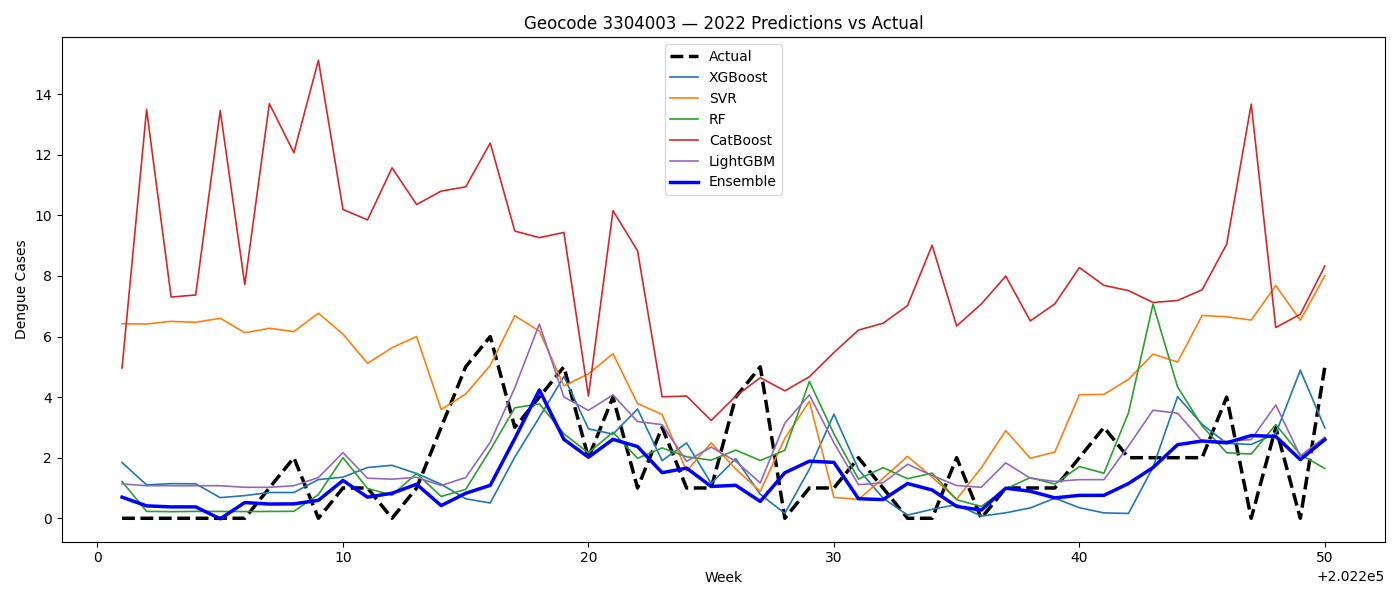 Geocode 3304003 — 2022 Predictions vs Actual
Actual
XGBoost
SVR
RF
CatBoost
LightGBM
Ensemble
Dengue Cases
14
12
10
8
6
4
2
0
0 10 20 30 40 50
Week
+2.022e5